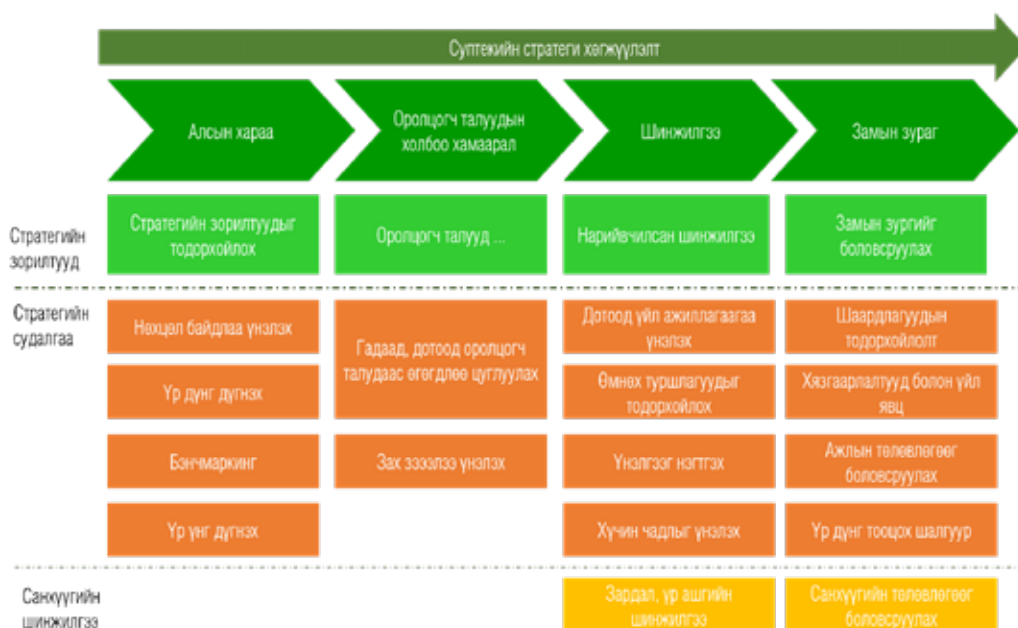 Суптекийн стратеги хөгжүүлэлт
Алсын хараа
Оролцогч талуудын
холбоо хамаарал
Шинжилгээ
Замын зураг
Стратегийн
зорилтууд
Стратегийн зорилтуудыг
тодорхойлох
Оролцогч талууд ...
Нарийвчилсан шинжилгээ
Замын зургийг
боловсруулах
Стратегийн
судалгаа
Нөхцөл байдлаа үнэлэх
Гадаад, дотоод оролцогч
талудаас өгөгдлөө цуглуулах
Дотоод үйл ажиллагаагаа
үнэлэх
Шаардлагуудын
тодорхойлолт
Үр дүнг дүгнэх
Өмнөх туршлагуудыг
тодорхойлох
Хязгаарлалтууд болон үйл
явц
Бэнчмаркинг
Зах зээлээ үнэлэх
Үнэлгээг нэгтгэх
Ажлын төлөвлөгөөг
боловсруулах
Үр үнг дүгнэх
Хүчин чадлыг үнэлэх
Үр дүнг тооцох шалгуур
Санхүүгийн
шинжилгээ
Зардал, үр ашгийн
шинжилгээ
Санхүүгийн төлөвлөгөөг
боловсруулах